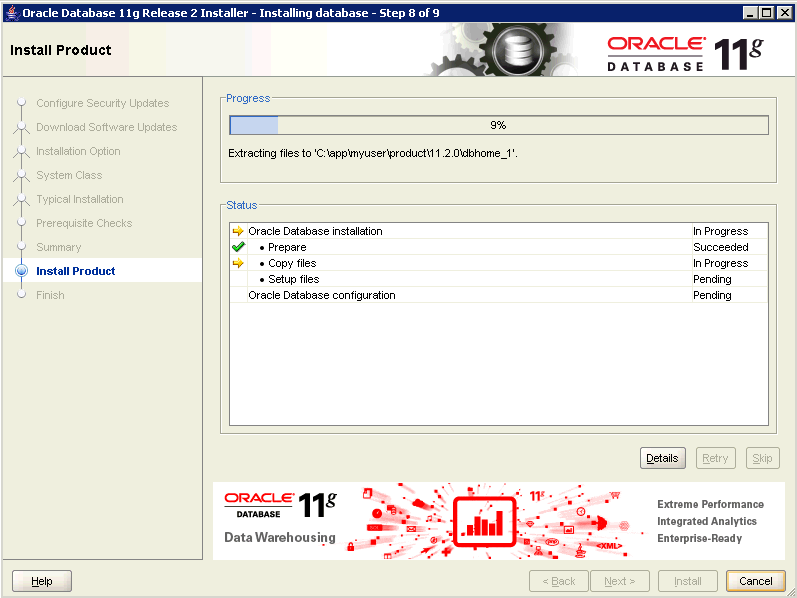 Oracle Database 11g Release 2 Installer - Installing database - Step 8 of 9
Install Product
ORACLE
DATABASE
11g
Configure Security Updates
Download Software Updates
Installation Option
System Class
Typical Installation
Prerequisite Checks
Summary
Install Product
Finish
Progress
9%
Extracting files to 'C:\app\myuser\product\11.2.0\dbhome_1'.
Status
Oracle Database installation In Progress
• Prepare Succeeded
• Copy files In Progress
• Setup files Pending
Oracle Database configuration Pending
Details Retry Skip
ORACLE
DATABASE
11g
Data Warehousing
11g
<XML>
Extreme Performance
Integrated Analytics
Enterprise-Ready
Help < Back Next > Install Cancel